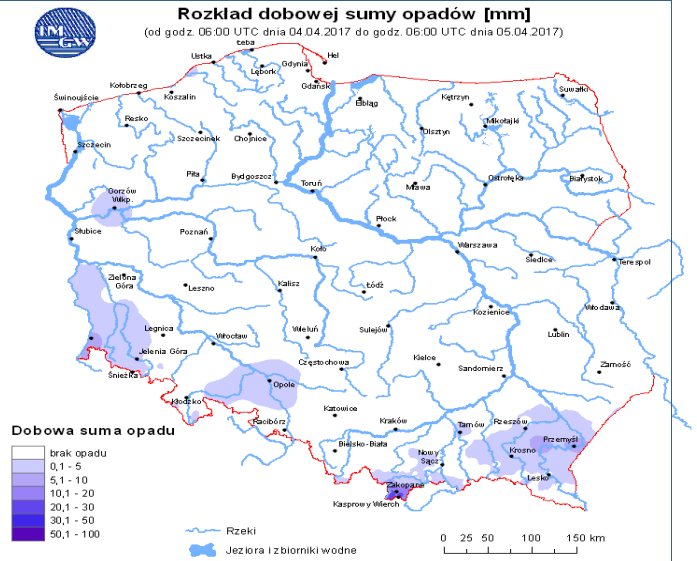 IM
GW
Rozkład dobowej sumy opadów [mm]
(od godz. 06:00 UTC dnia 04.04.2017 do godz. 06:00 UTC dnia 05.04.2017)
Łeba
Hel
Ustka
Gdynia
Lębork
Gdańsk
Suwałki
Kołobrzeg
Koszalin
Świnoujście
Elbląg
Kętrzyn
Resko
Mikołajki
Szczecinek
Chojnice
Olsztyn
Szczecin
Piła
Bydgoszcz
Ostrołęka
Białystok
Toruń
Mława
Gorzów
Wlkp.
Płock
Słubice
Poznań
Koło
Warszawa
Siedlce
Terespol
Zielona
Góra
Leszno
Kalisz
Łódź
Kozienice
Włodawa
Legnica
Wrocław
Wieluń
Sulejów
Lublin
Jelenia Góra
Kielce
Częstochowa
Sandomierz
Zamość
Śnieżka
Opole
Kłodzko
Katowice
Kraków
Racibórz
Tarnów
Rzeszów
Przemyśl
Bielsko-Biała
Nowy
Sącz
Krosno
Lesko
Zakopane
Kasprowy Wierch
Dobowa suma opadu
brak opadu
0,1 - 5
5,1 - 10
10,1 - 20
20,1 - 30
30,1 - 50
50,1 - 100
Rzeki
Jeziora i zbiorniki wodne
0 25 50 100 150 km